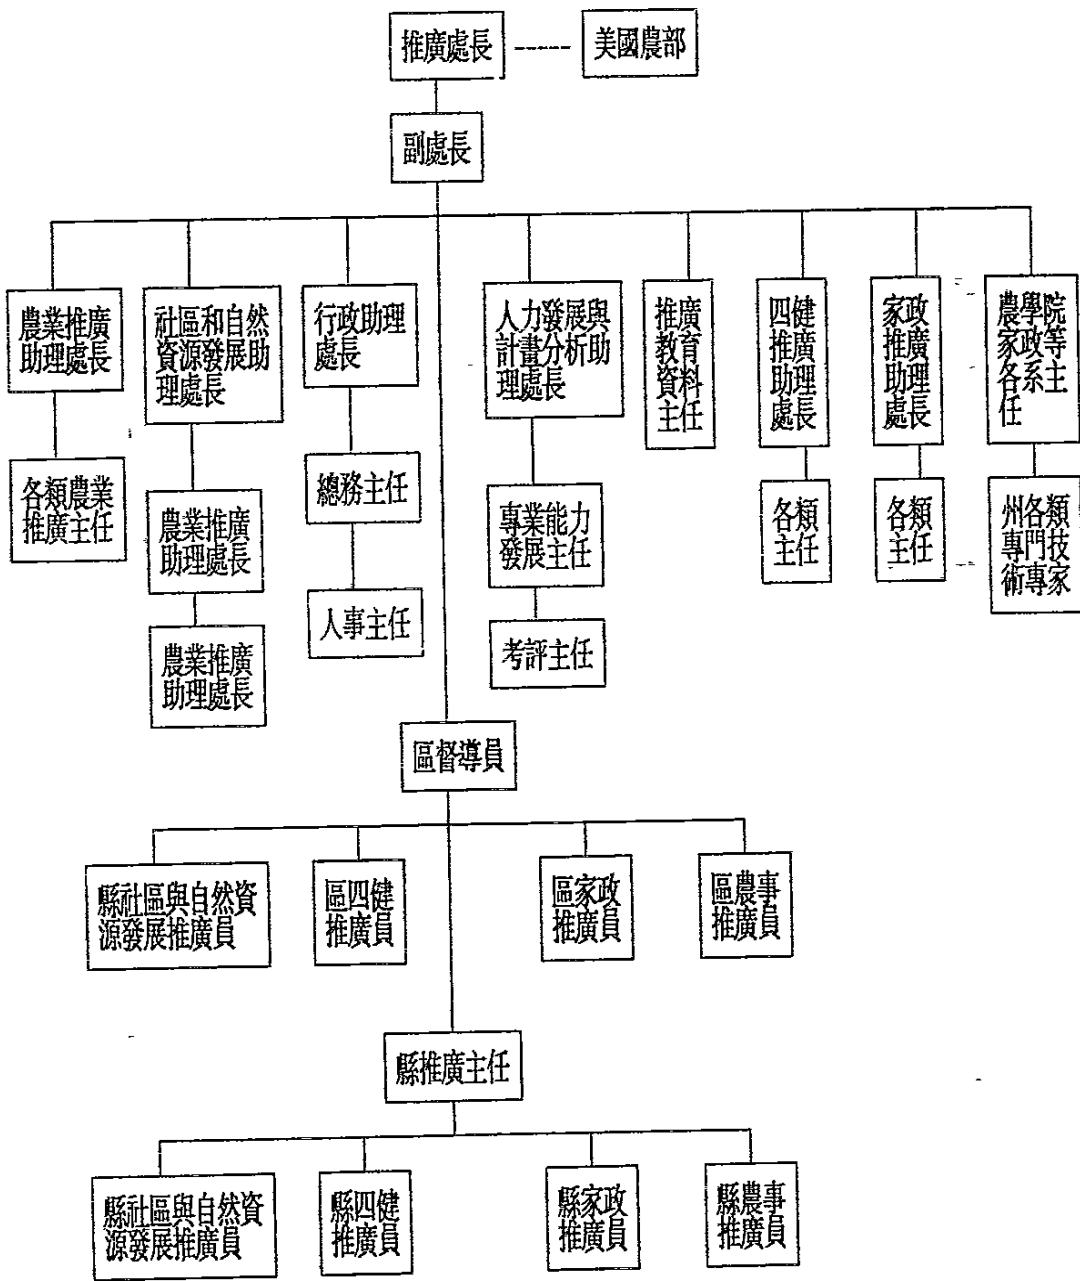 推廣處長
美國農部
副處長
農業推廣
助理處長
社區和自然
資源發展助
理處長
行政助理
處長
人力發展與
計畫分析助
理處長
推廣
教育
資料
主任
四健
推廣
助理
處長
家政
推廣
助理
處長
農學院
家政等
各系主
任
各類農業
推廣主任
農業推廣
助理處長
農業推廣
助理處長
總務主任
人事主任
專業能力
發展主任
考評主任
各類
主任
各類
主任
州各類
專門技
術專家
區督導員
縣社區與自然資
源發展推廣員
區四健
推廣員
區家政
推廣員
區農事
推廣員
縣推廣主任
縣社區與自然資
源發展推廣員
縣四健
推廣員
縣家政
推廣員
縣農事
推廣員